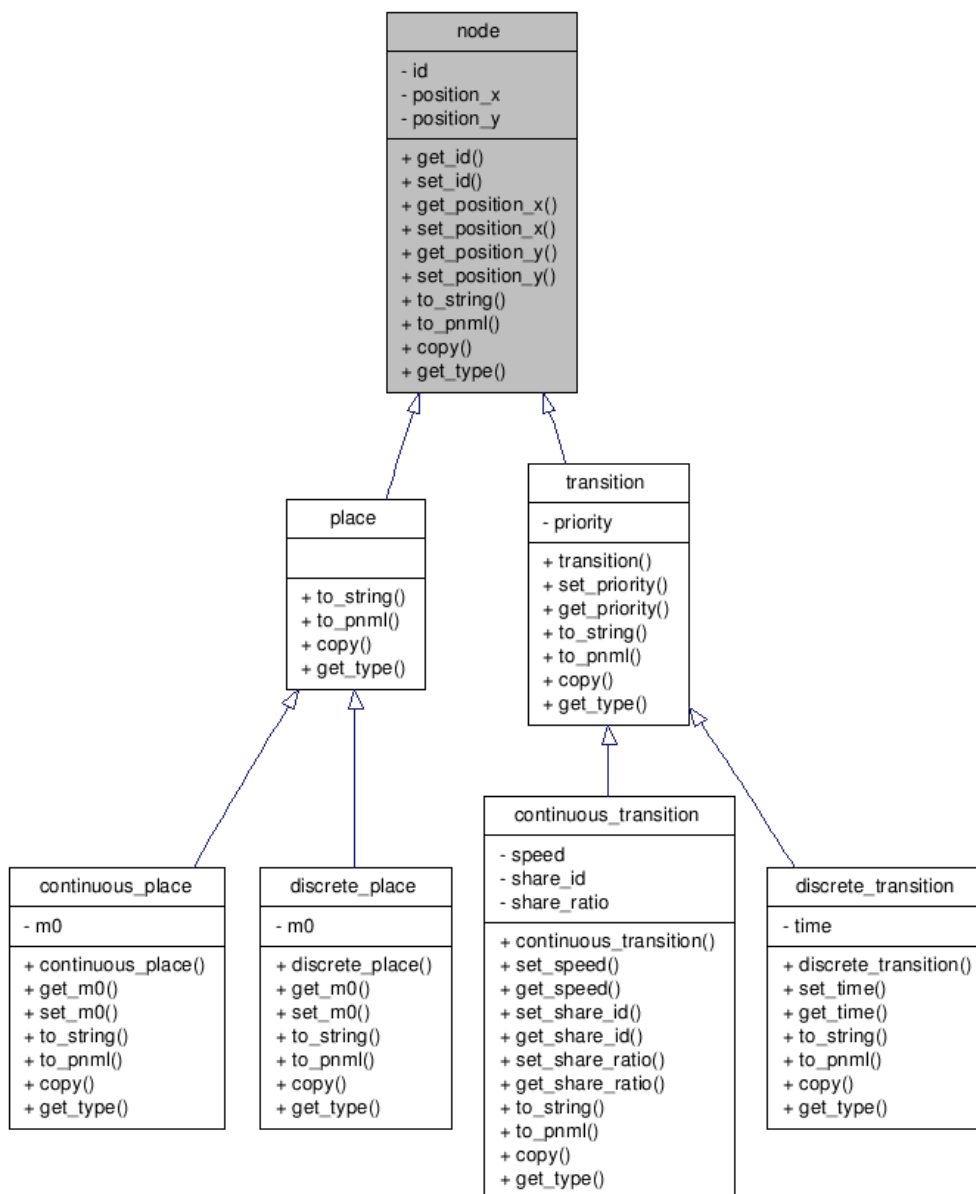 node
- id
- position_x
- position_y
+ get_id()
+ set_id()
+ get_position_x()
+ set_position_x()
+ get_position_y()
+ set_position_y()
+ to_string()
+ to_pnml()
+ copy()
+ get_type()
place
+ to_string()
+ to_pnml()
+ copy()
+ get_type()
transition
- priority
+ transition()
+ set_priority()
+ get_priority()
+ to_string()
+ to_pnml()
+ copy()
+ get_type()
continuous_place
- m0
+ continuous_place()
+ get_m0()
+ set_m0()
+ to_string()
+ to_pnml()
+ copy()
+ get_type()
discrete_place
- m0
+ discrete_place()
+ get_m0()
+ set_m0()
+ to_string()
+ to_pnml()
+ copy()
+ get_type()
continuous_transition
- speed
- share_id
- share_ratio
+ continuous_transition()
+ set_speed()
+ get_speed()
+ set_share_id()
+ get_share_id()
+ set_share_ratio()
+ get_share_ratio()
+ to_string()
+ to_pnml()
+ copy()
+ get_type()
discrete_transition
- time
+ discrete_transition()
+ set_time()
+ get_time()
+ to_string()
+ to_pnml()
+ copy()
+ get_type()